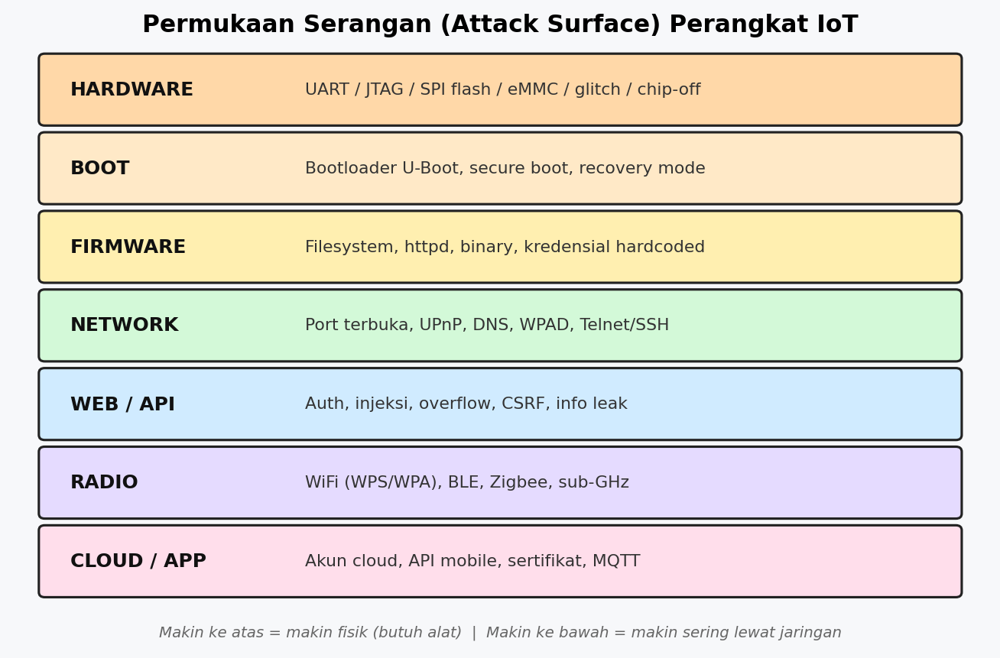 Permukaan Serangan (Attack Surface) Perangkat IoT
HARDWARE UART / JTAG / SPI flash / eMMC / glitch / chip-off
BOOT Bootloader U-Boot, secure boot, recovery mode
FIRMWARE Filesystem, httpd, binary, kredensial hardcoded
NETWORK Port terbuka, UPnP, DNS, WPAD, Telnet/SSH
WEB / API Auth, injeksi, overflow, CSRF, info leak
RADIO WiFi (WPS/WPA), BLE, Zigbee, sub-GHz
CLOUD / APP Akun cloud, API mobile, sertifikat, MQTT
Makin ke atas = makin fisik (butuh alat) | Makin ke bawah = makin sering lewat jaringan